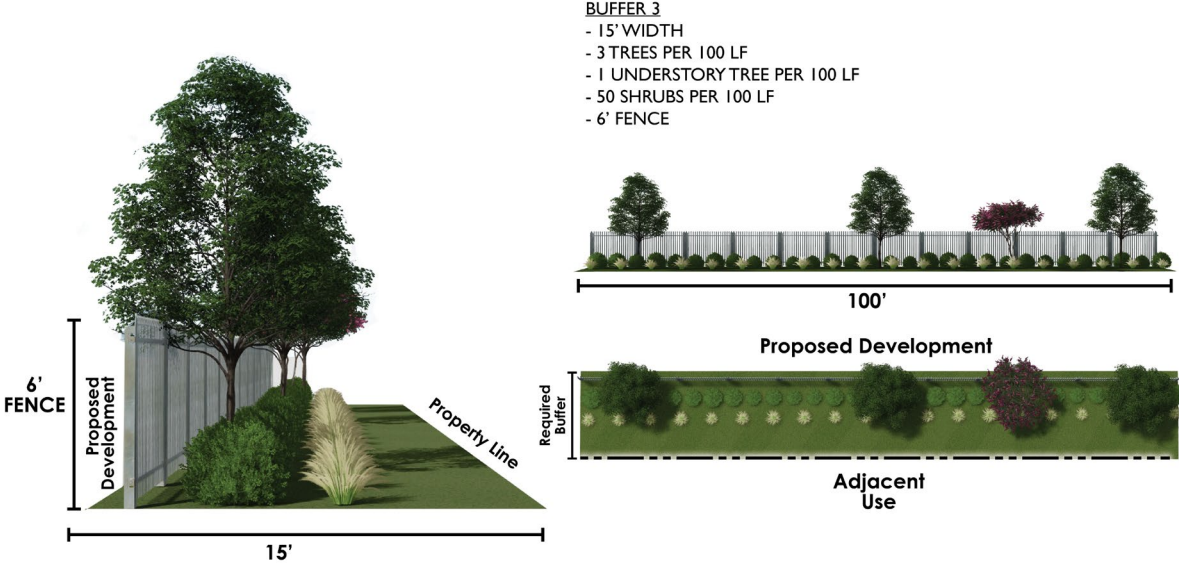 BUFFER 3
- 15' WIDTH
- 3 TREES PER 100 LF
- 1 UNDERSTORY TREE PER 100 LF
- 50 SHRUBS PER 100 LF
- 6' FENCE
6'
FENCE
Proposed
Development
Property Line
15'
100'
Proposed Development
Required
Buffer
Adjacent
Use